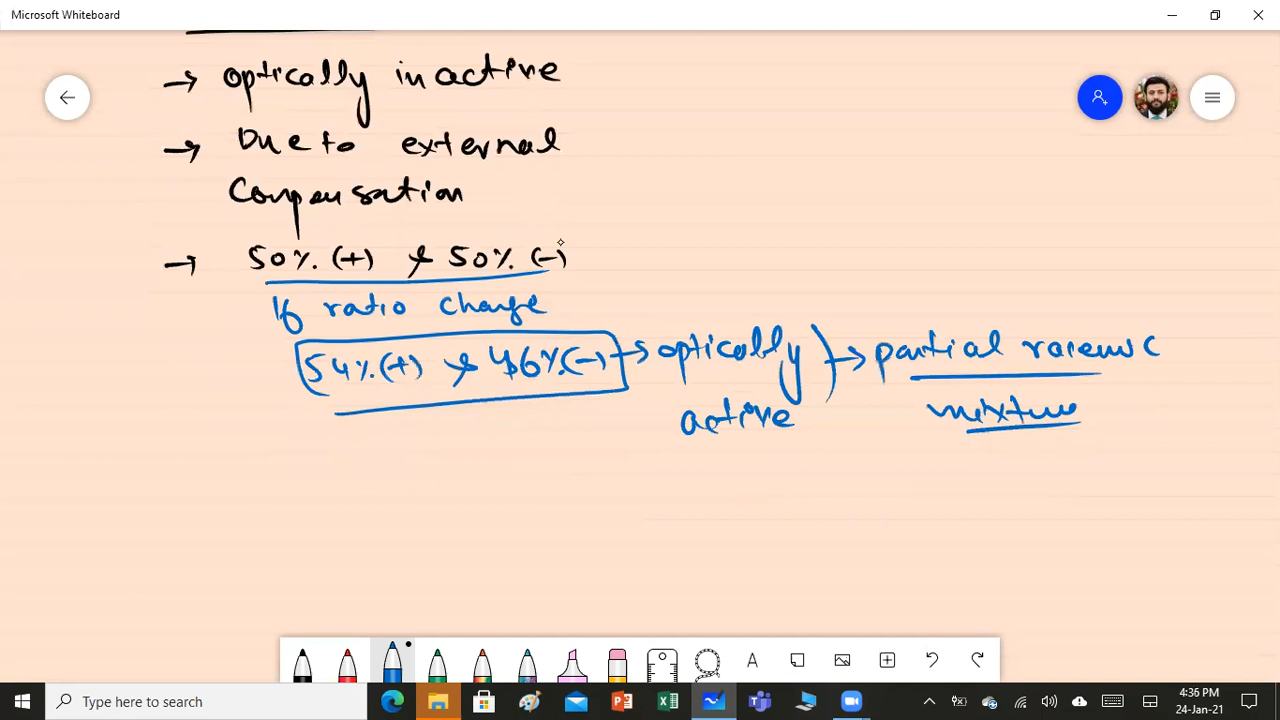 Microsoft Whiteboard
→ optically inactive
→ Due to external
Compensation
→ 50% (+) & 50% (-)
If ratio change
54% (+) & 46% (-) → optically → partial racemic
active mixture
A
Type here to search
4:36 PM
24-Jan-21